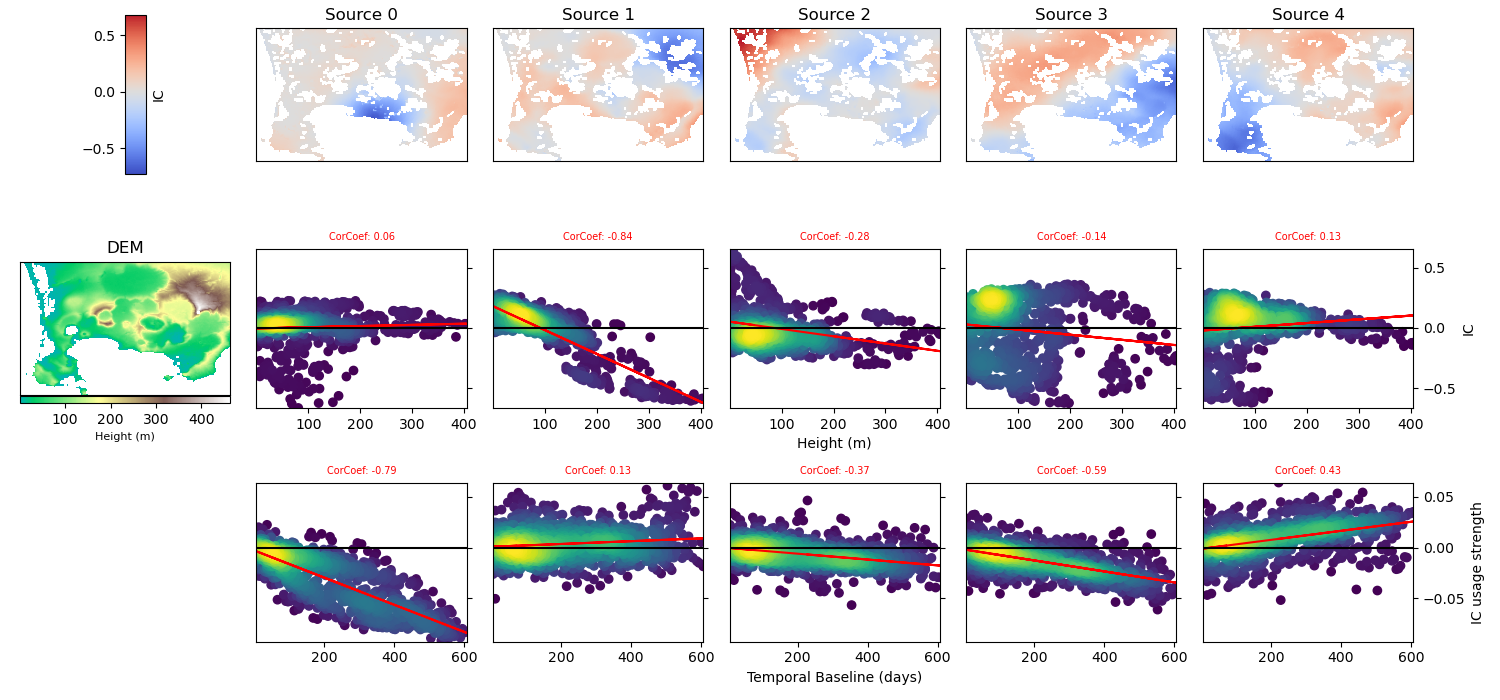 Source 0 Source 1 Source 2 Source 3 Source 4
0.5
0.0
−0.5
IC
CorCoef: 0.06 CorCoef: -0.84 CorCoef: -0.28 CorCoef: -0.14 CorCoef: 0.13
DEM
0.5
0.0
−0.5
IC
100 200 300 400
Height (m)
100 200 300 400 100 200 300 400 100 200 300 400 100 200 300 400 100 200 300 400
Height (m)
CorCoef: -0.79 CorCoef: 0.13 CorCoef: -0.37 CorCoef: -0.59 CorCoef: 0.43
0.05
0.00
−0.05
IC usage strength
200 400 600 200 400 600 200 400 600 200 400 600 200 400 600
Temporal Baseline (days)